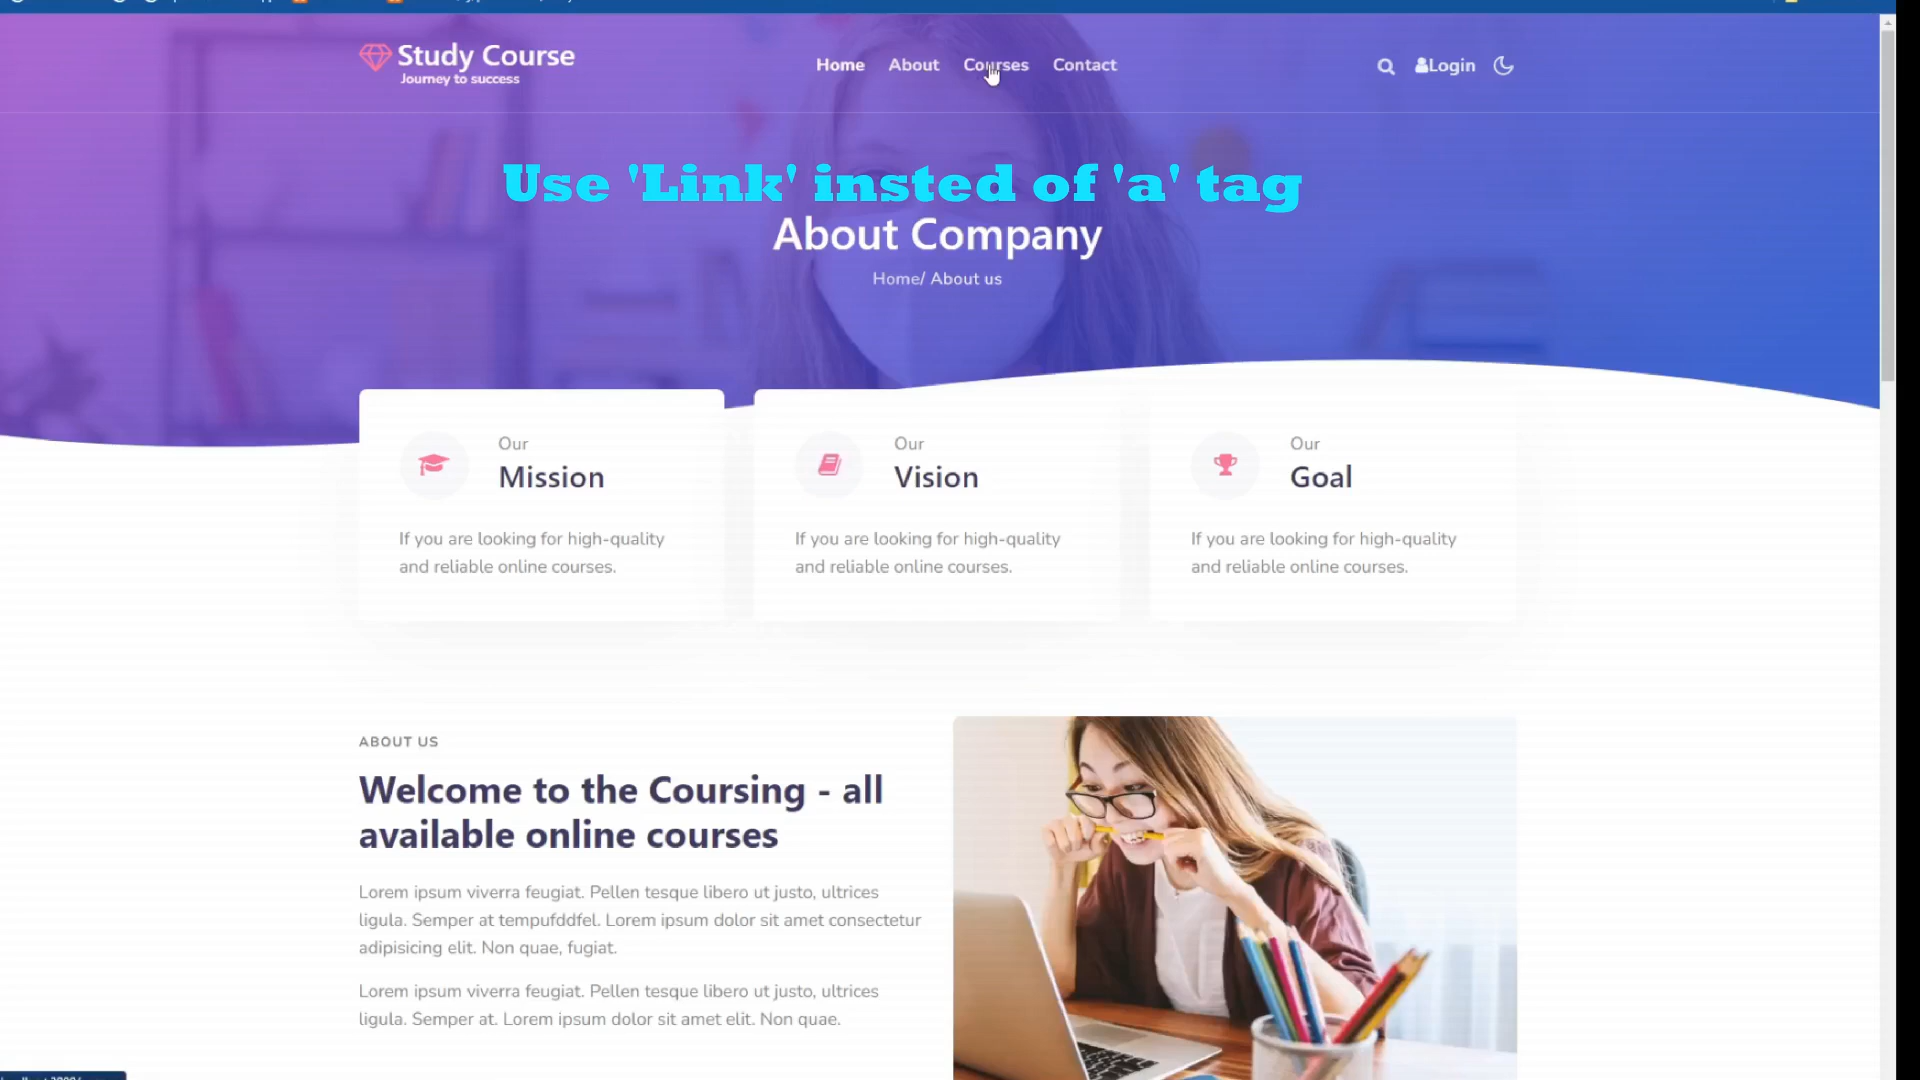 Study Course
Journey to success
Home About Courses Contact
Login
Use 'Link' insted of 'a' tag
About Company
Home/ About us
Our
Mission
If you are looking for high-quality
and reliable online courses.
Our
Vision
If you are looking for high-quality
and reliable online courses.
Our
Goal
If you are looking for high-quality
and reliable online courses.
ABOUT US
Welcome to the Coursing - all
available online courses
Lorem ipsum viverra feugiat. Pellen tesque libero ut justo, ultrices
ligula. Semper at tempufddfel. Lorem ipsum dolor sit amet consectetur
adipisicing elit. Non quae, fugiat.
Lorem ipsum viverra feugiat. Pellen tesque libero ut justo, ultrices
ligula. Semper at. Lorem ipsum dolor sit amet elit. Non quae.